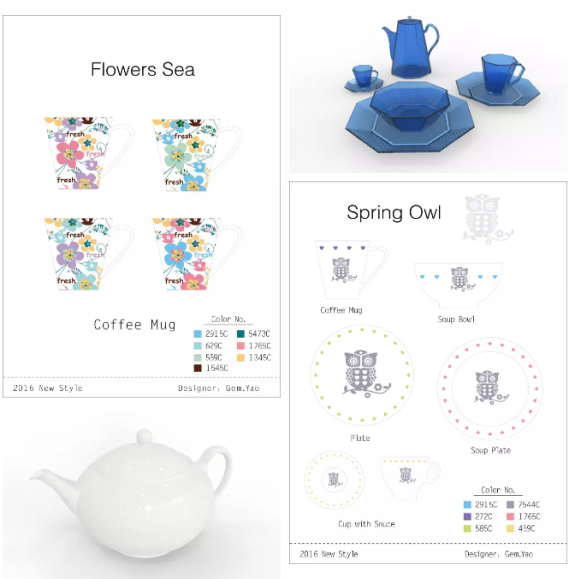 Flowers Sea
fresh
fresh
fresh
fresh
fresh
fresh
fresh
fresh
fresh
fresh
Coffee Mug
Color No.
2915C 5473C
629C 1765C
559C 1345C
1545C
2016 New Style Designer: Gem.Yao
Spring Owl
Coffee Mug
Soup Bowl
Plate
Soup Plate
Cup with Souce
Color No.
2915C 7544C
272C 1765C
585C 459C
2016 New Style Designer: Gem.Yao